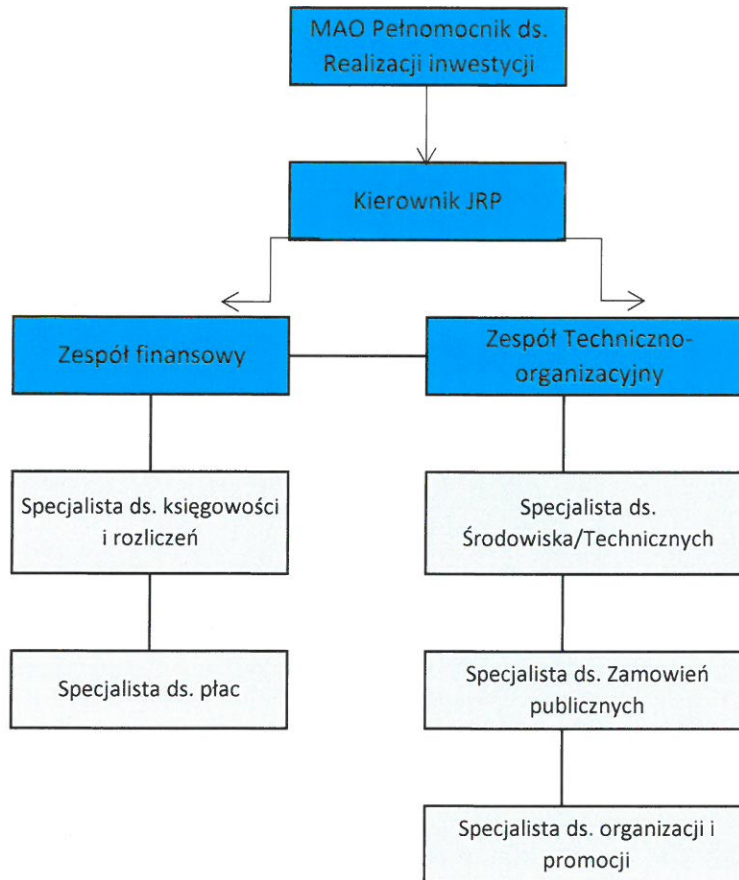 MAO Pełnomocnik ds.
Realizacji inwestycji
Kierownik JRP
Zespół finansowy
Zespół Techniczno-
organizacyjny
Specjalista ds. księgowości
i rozliczeń
Specjalista ds.
Środowiska/Technicznych
Specjalista ds. płac
Specjalista ds. Zamowień
publicznych
Specjalista ds. organizacji i
promocji